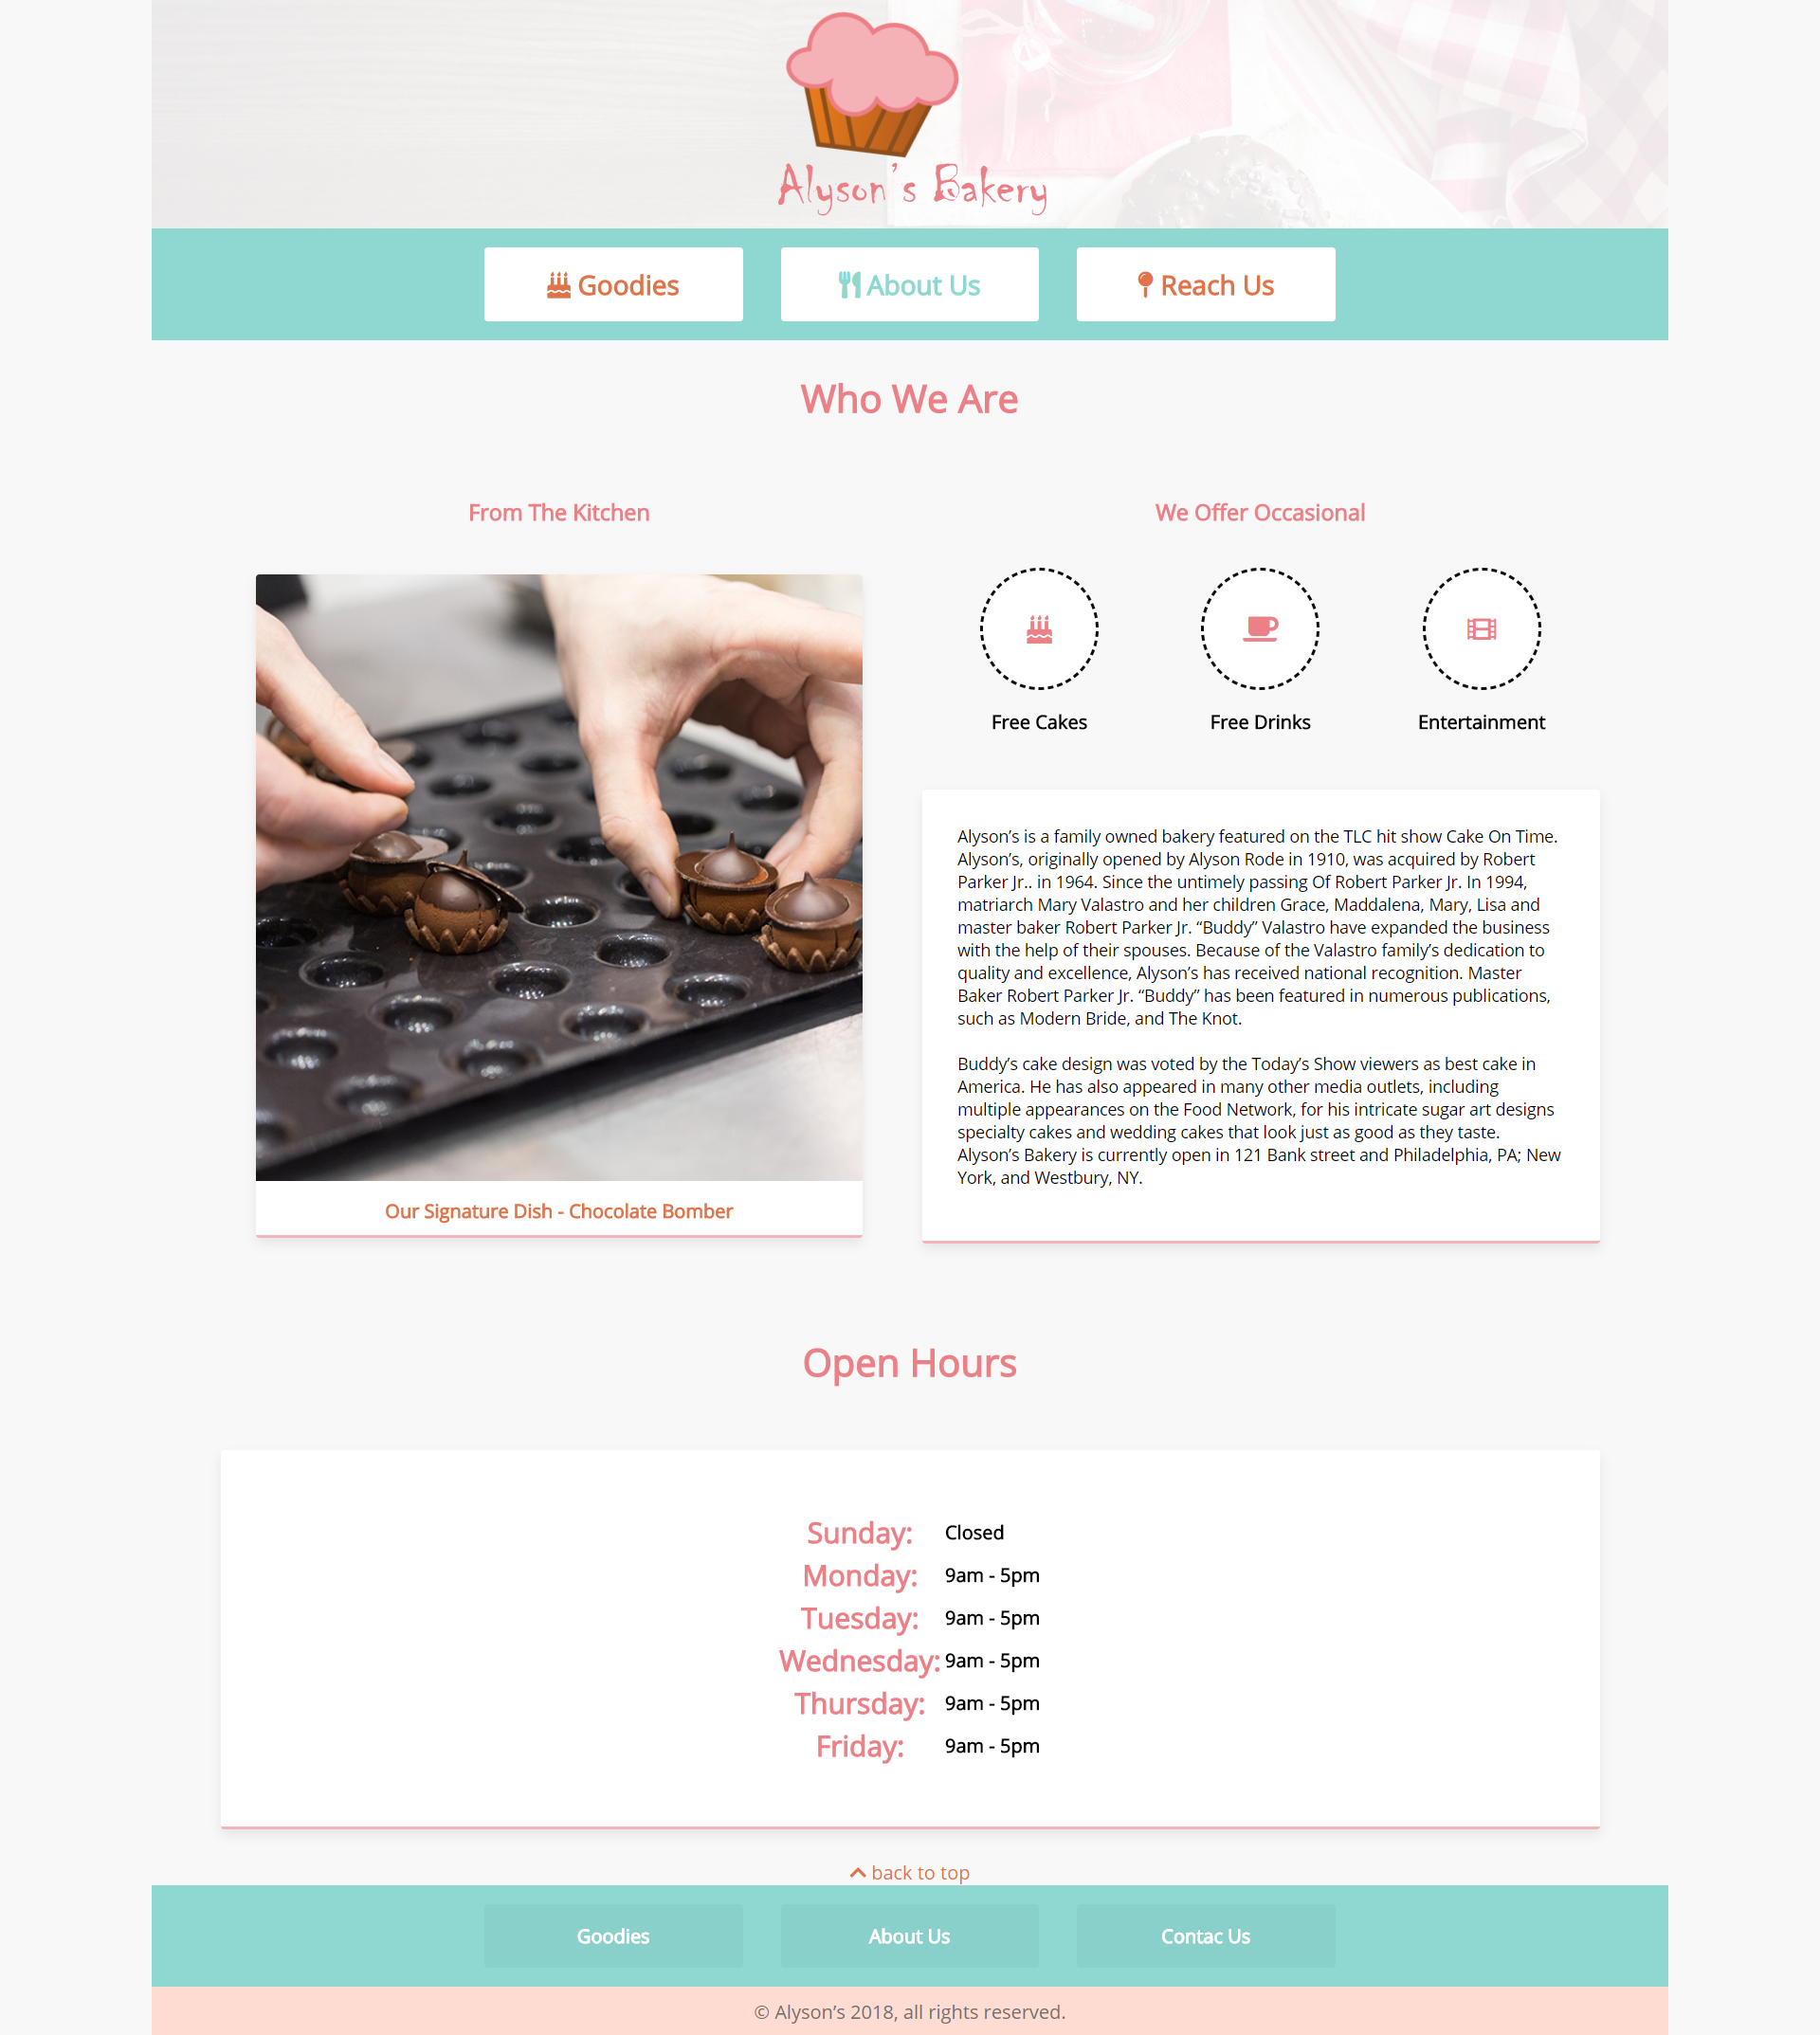 Alyson's Bakery
Goodies
About Us
Reach Us
Who We Are
From The Kitchen
We Offer Occasional
Free Cakes
Free Drinks
Entertainment
Alyson’s is a family owned bakery featured on the TLC hit show Cake On Time.
Alyson’s, originally opened by Alyson Rode in 1910, was acquired by Robert
Parker Jr.. in 1964. Since the untimely passing Of Robert Parker Jr. In 1994,
matriarch Mary Valastro and her children Grace, Maddalena, Mary, Lisa and
master baker Robert Parker Jr. “Buddy” Valastro have expanded the business
with the help of their spouses. Because of the Valastro family’s dedication to
quality and excellence, Alyson’s has received national recognition. Master
Baker Robert Parker Jr. “Buddy” has been featured in numerous publications,
such as Modern Bride, and The Knot.
Buddy’s cake design was voted by the Today’s Show viewers as best cake in
America. He has also appeared in many other media outlets, including
multiple appearances on the Food Network, for his intricate sugar art designs
specialty cakes and wedding cakes that look just as good as they taste.
Alyson’s Bakery is currently open in 121 Bank street and Philadelphia, PA; New
York, and Westbury, NY.
Our Signature Dish - Chocolate Bomber
Open Hours
Sunday: Closed
Monday: 9am - 5pm
Tuesday: 9am - 5pm
Wednesday: 9am - 5pm
Thursday: 9am - 5pm
Friday: 9am - 5pm
back to top
Goodies
About Us
Contac Us
© Alyson’s 2018, all rights reserved.